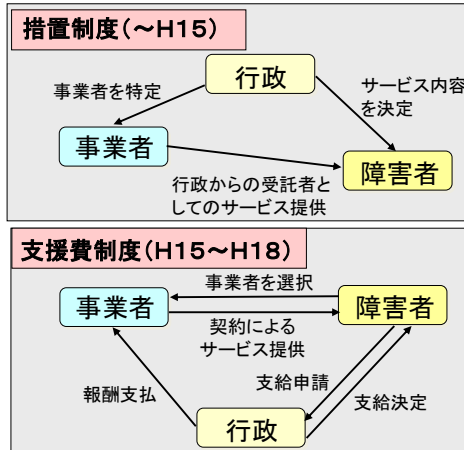 措置制度(～H15)
行政
事業者を特定
サービス内容
を決定
事業者
障害者
行政からの受託者と
してのサービス提供
支援費制度(H15～H18)
事業者を選択
事業者
障害者
契約による
サービス提供
支給申請
報酬支払
支給決定
行政